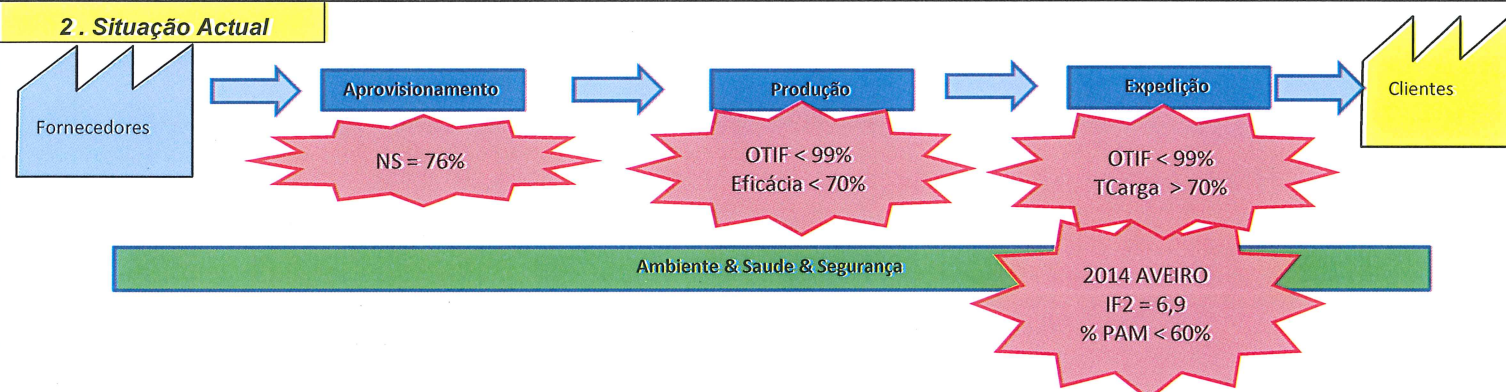 2 . Situação Actual
Fornecedores
Aprovisionamento
Produção
Expedição
Clientes
NS = 76%
OTIF < 99%
Eficácia < 70%
OTIF < 99%
TCarga > 70%
Ambiente & Saude & Segurança
2014 AVEIRO
IF2 = 6,9
% PAM < 60%